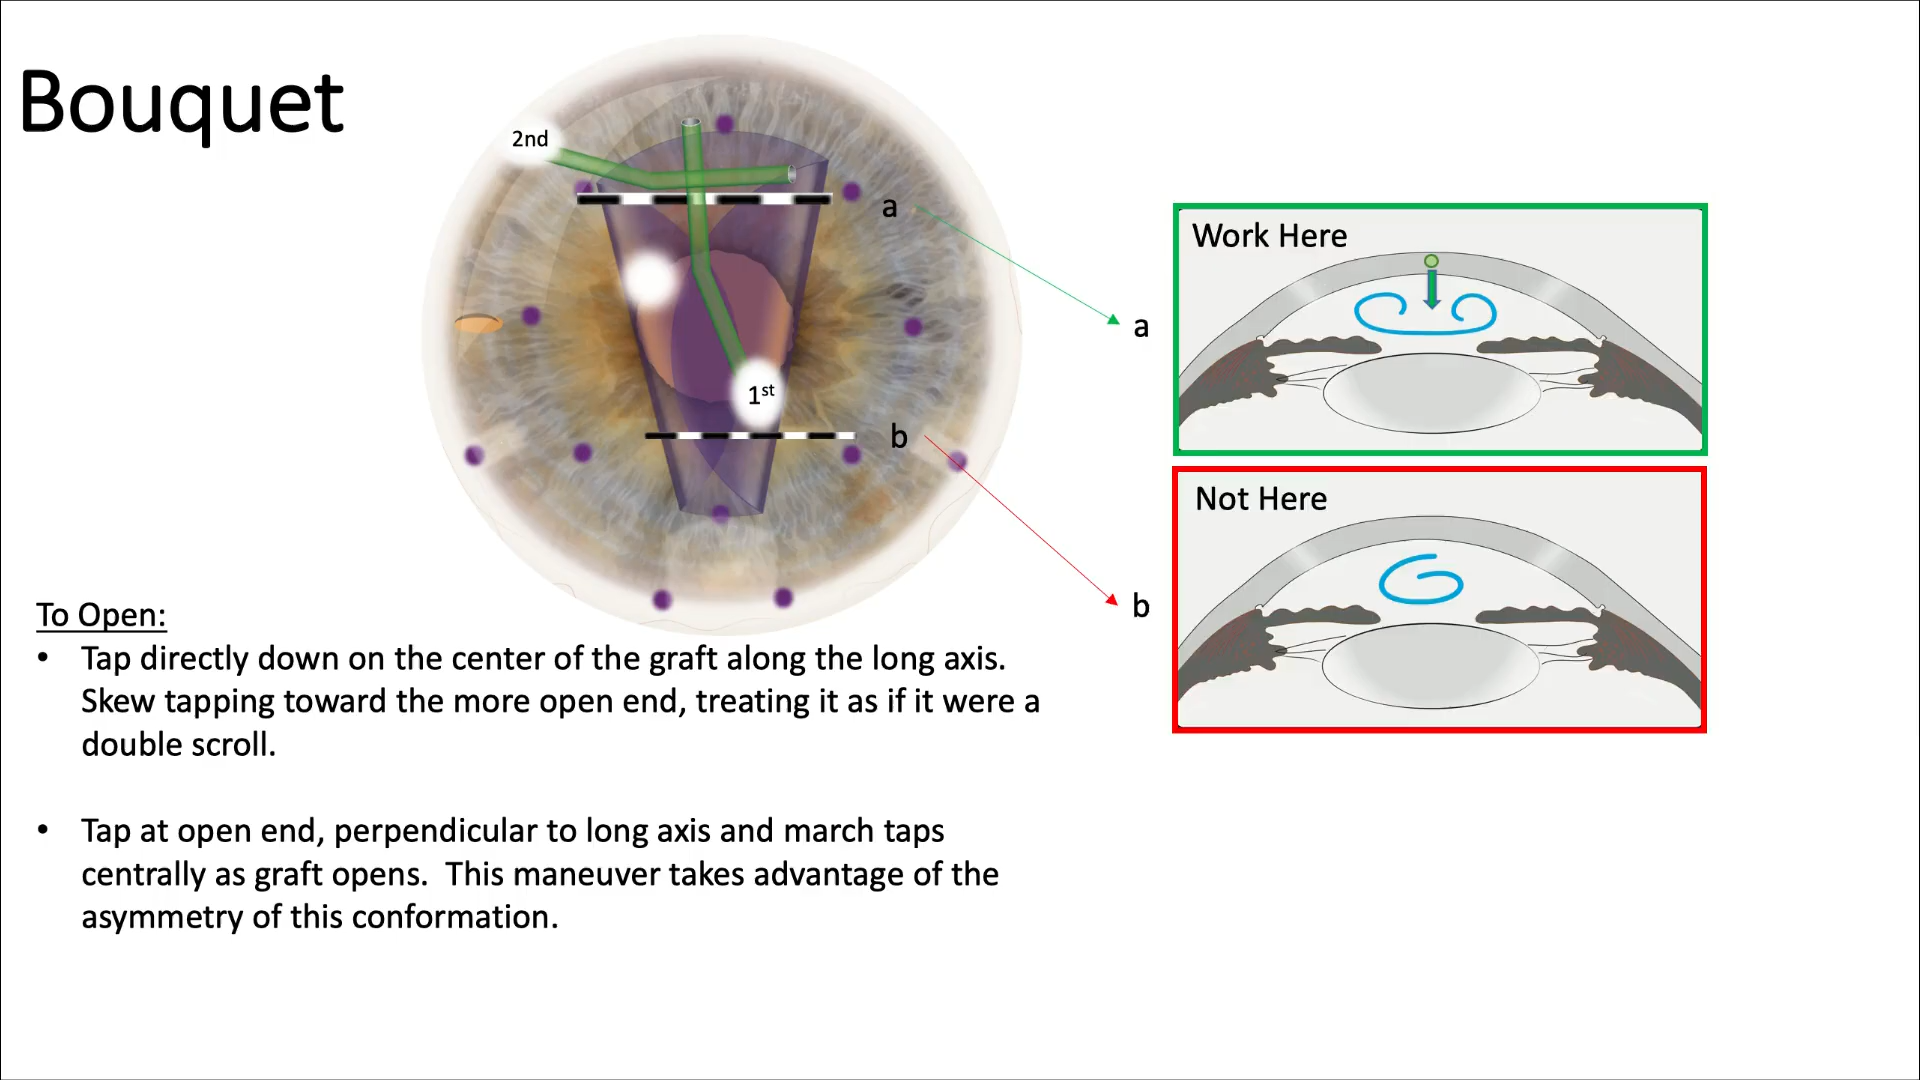 Bouquet
2nd
a
1st
b
a
Work Here
b
Not Here
To Open:
• Tap directly down on the center of the graft along the long axis.
Skew tapping toward the more open end, treating it as if it were a
double scroll.
• Tap at open end, perpendicular to long axis and march taps
centrally as graft opens.  This maneuver takes advantage of the
asymmetry of this conformation.